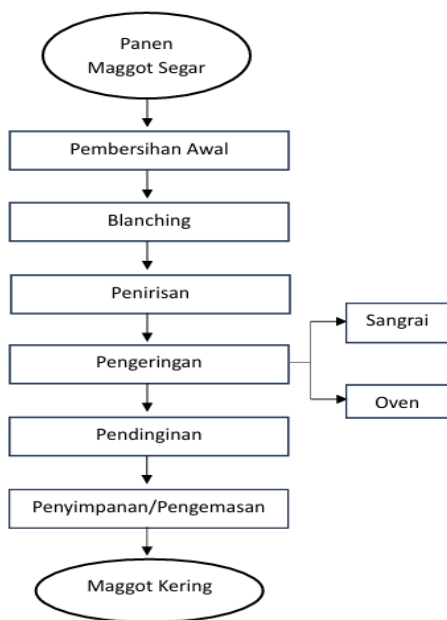 Panen
Maggot Segar
Pembersihan Awal
Blanching
Penirisan
Sangrai
Pengeringan
Oven
Pendinginan
Penyimpanan/Pengemasan
Maggot Kering